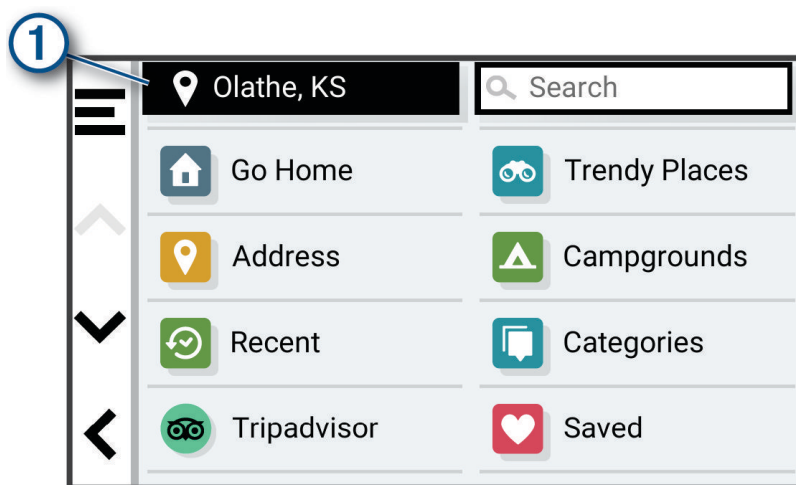 1
Olathe, KS
Search
Go Home
Trendy Places
Address
Campgrounds
Recent
Categories
Tripadvisor
Saved